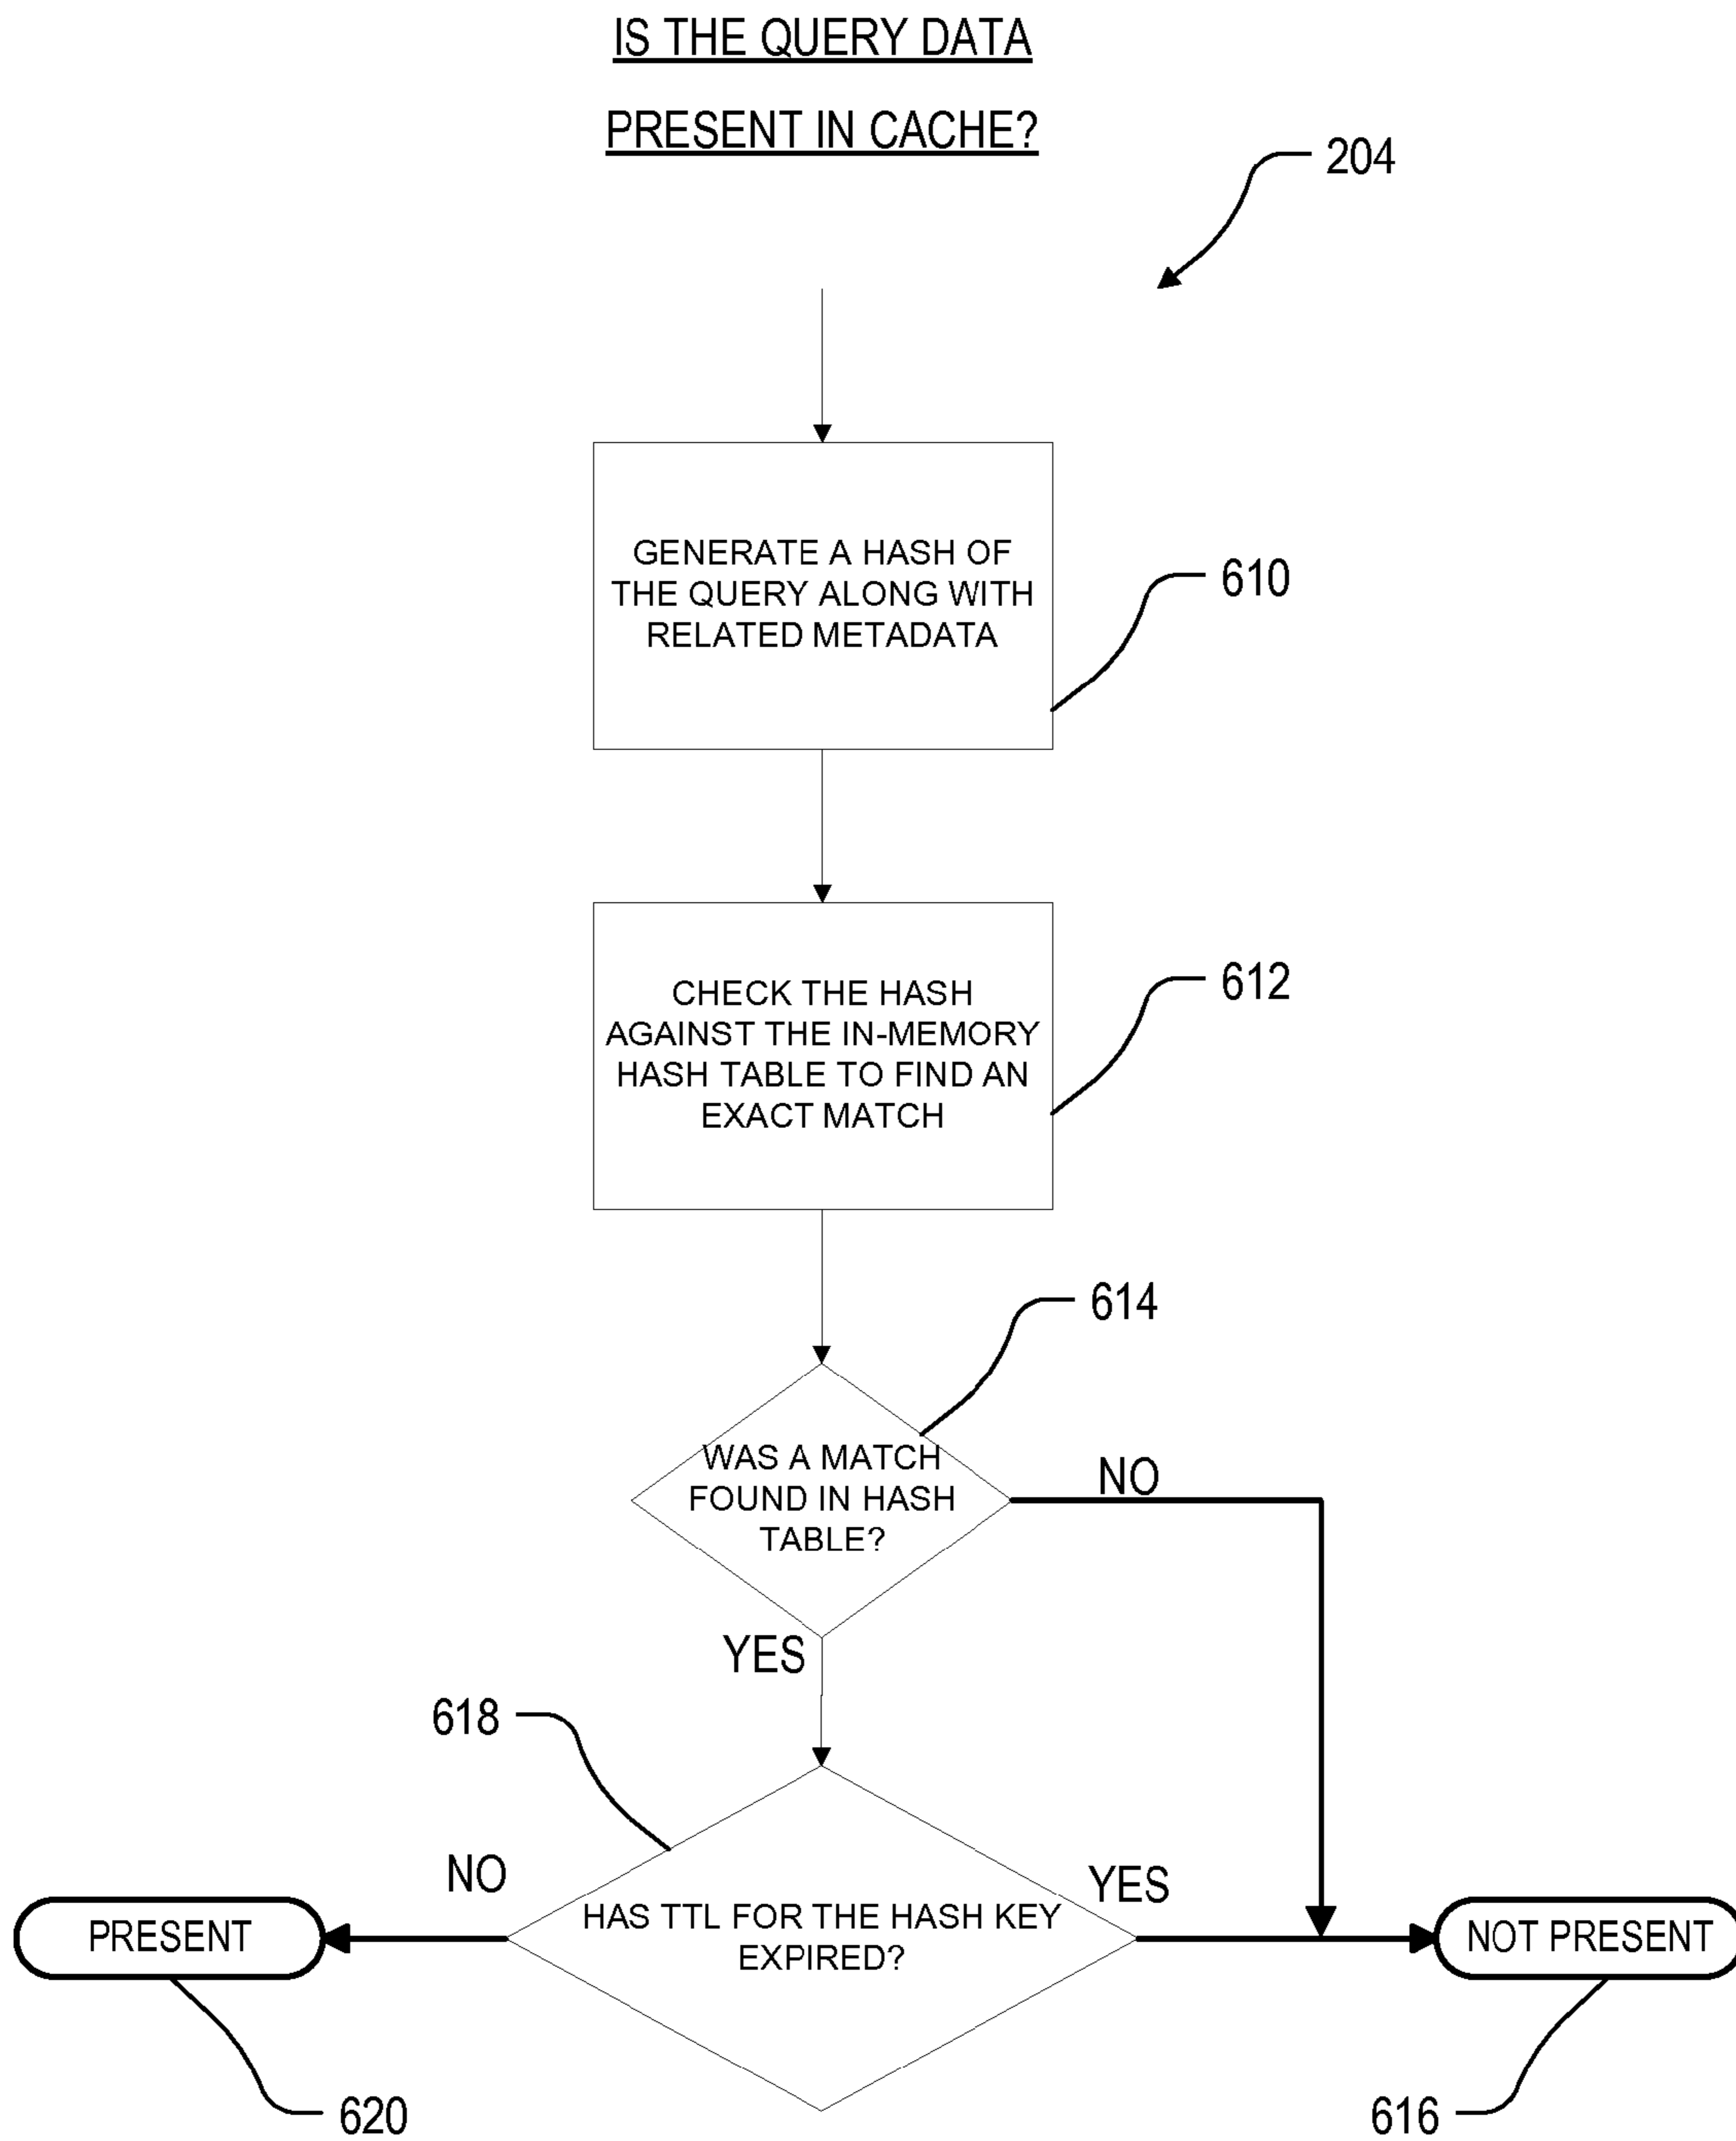 IS THE QUERY DATA
PRESENT IN CACHE?
204
GENERATE A HASH OF
THE QUERY ALONG WITH
RELATED METADATA
610
CHECK THE HASH
AGAINST THE IN-MEMORY
HASH TABLE TO FIND AN
EXACT MATCH
612
614
WAS A MATCH
FOUND IN HASH
TABLE?
NO
YES
618
NO
YES
HAS TTL FOR THE HASH KEY
EXPIRED?
PRESENT
NOT PRESENT
620
616